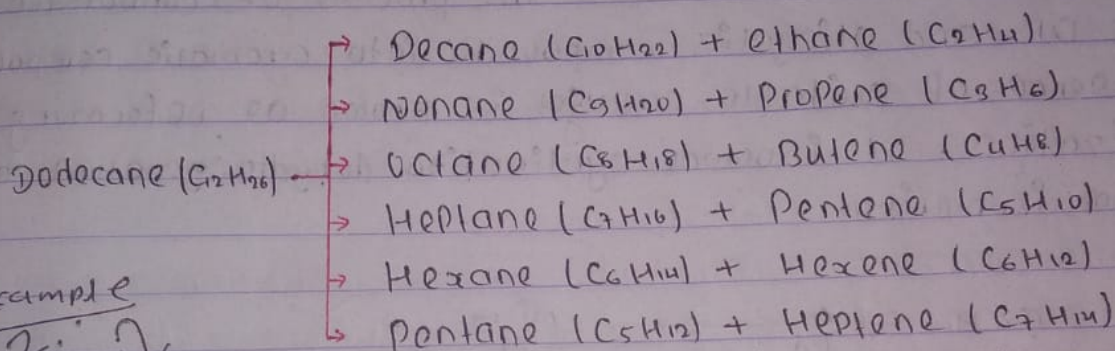 Decane (C10H22) + ethane (C2H4)
Nonane (C9H20) + Propene (C3H6)
Octane (C8H18) + Butene (C4H8)
Dodecane (C12H26)
Heptane (C7H16) + Pentene (C5H10)
Hexane (C6H14) + Hexene (C6H12)
Pentane (C5H12) + Heptene (C7H14)